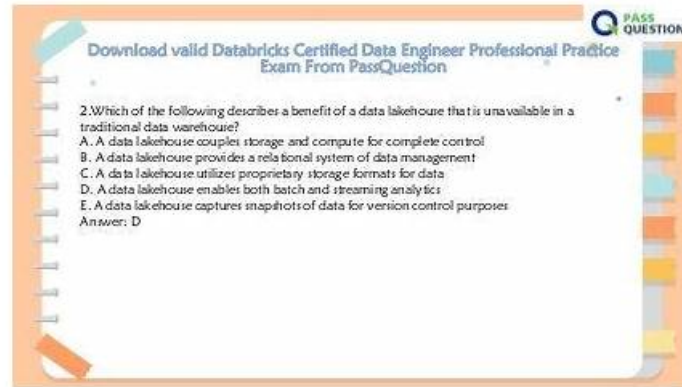 PASS
QUESTION
Download valid Databricks Certified Data Engineer Professional Practice
Exam From PassQuestion
2.Which of the following describes a benefit of a data lakehouse that is unavailable in a
traditional data warehouse?
A. A data lakehouse couples storage and compute for complete control
B. A data lakehouse provides a relational system of data management
C. A data lakehouse utilizes proprietary storage formats for data
D. A data lakehouse enables both batch and streaming analytics
E. A data lakehouse captures snapshots of data for version control purposes
Answer: D